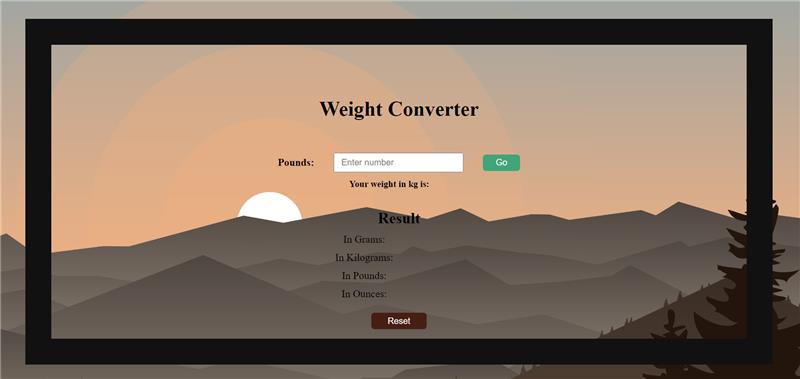 Weight Converter
Pounds: Enter number Go
Your weight in kg is:
Result
In Grams:
In Kilograms:
In Pounds:
In Ounces:
Reset